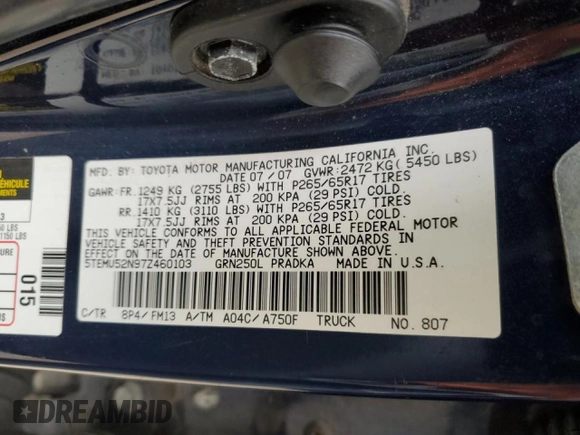 MFD. BY: TOYOTA MOTOR MANUFACTURING CALIFORNIA INC.
DATE 07/07 GVWR:2472 KG( 5450 LBS)
GAWR:FR.1249 KG (2755 LBS) WITH P265/65R17 TIRES
17X7.5JJ RIMS AT 200 KPA (29 PSI) COLD.
RR.1410 KG (3110 LBS) WITH P265/65R17 TIRES
17X7.5JJ RIMS AT 200 KPA (29 PSI) COLD.
THIS VEHICLE CONFORMS TO ALL APPLICABLE FEDERAL MOTOR
VEHICLE SAFETY AND THEFT PREVENTION STANDARDS IN
EFFECT ON THE DATE OF MANUFACTURE SHOWN ABOVE.
5TEMU52N97Z460103 GRN250L PRADKA MADE IN U.S.A.
C/TR 8P4/FM13 A/TM A04C/A750F TRUCK NO. 807
015
DREAMBID